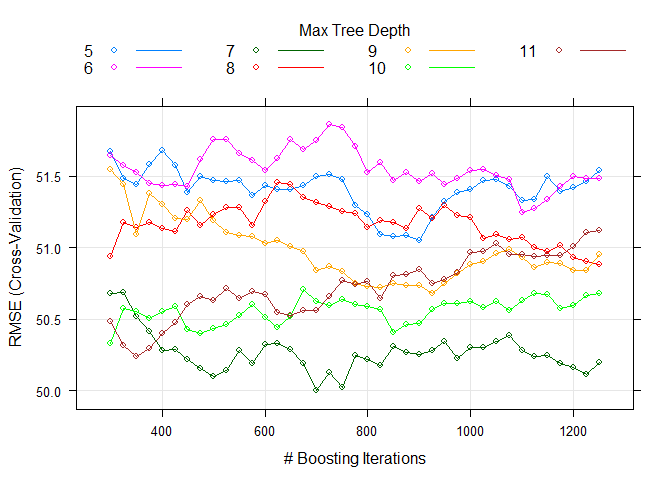 Max Tree Depth
5 7 9 11
6 8 10
RMSE (Cross-Validation)
51.5
51.0
50.5
50.0
400 600 800 1000 1200
# Boosting Iterations